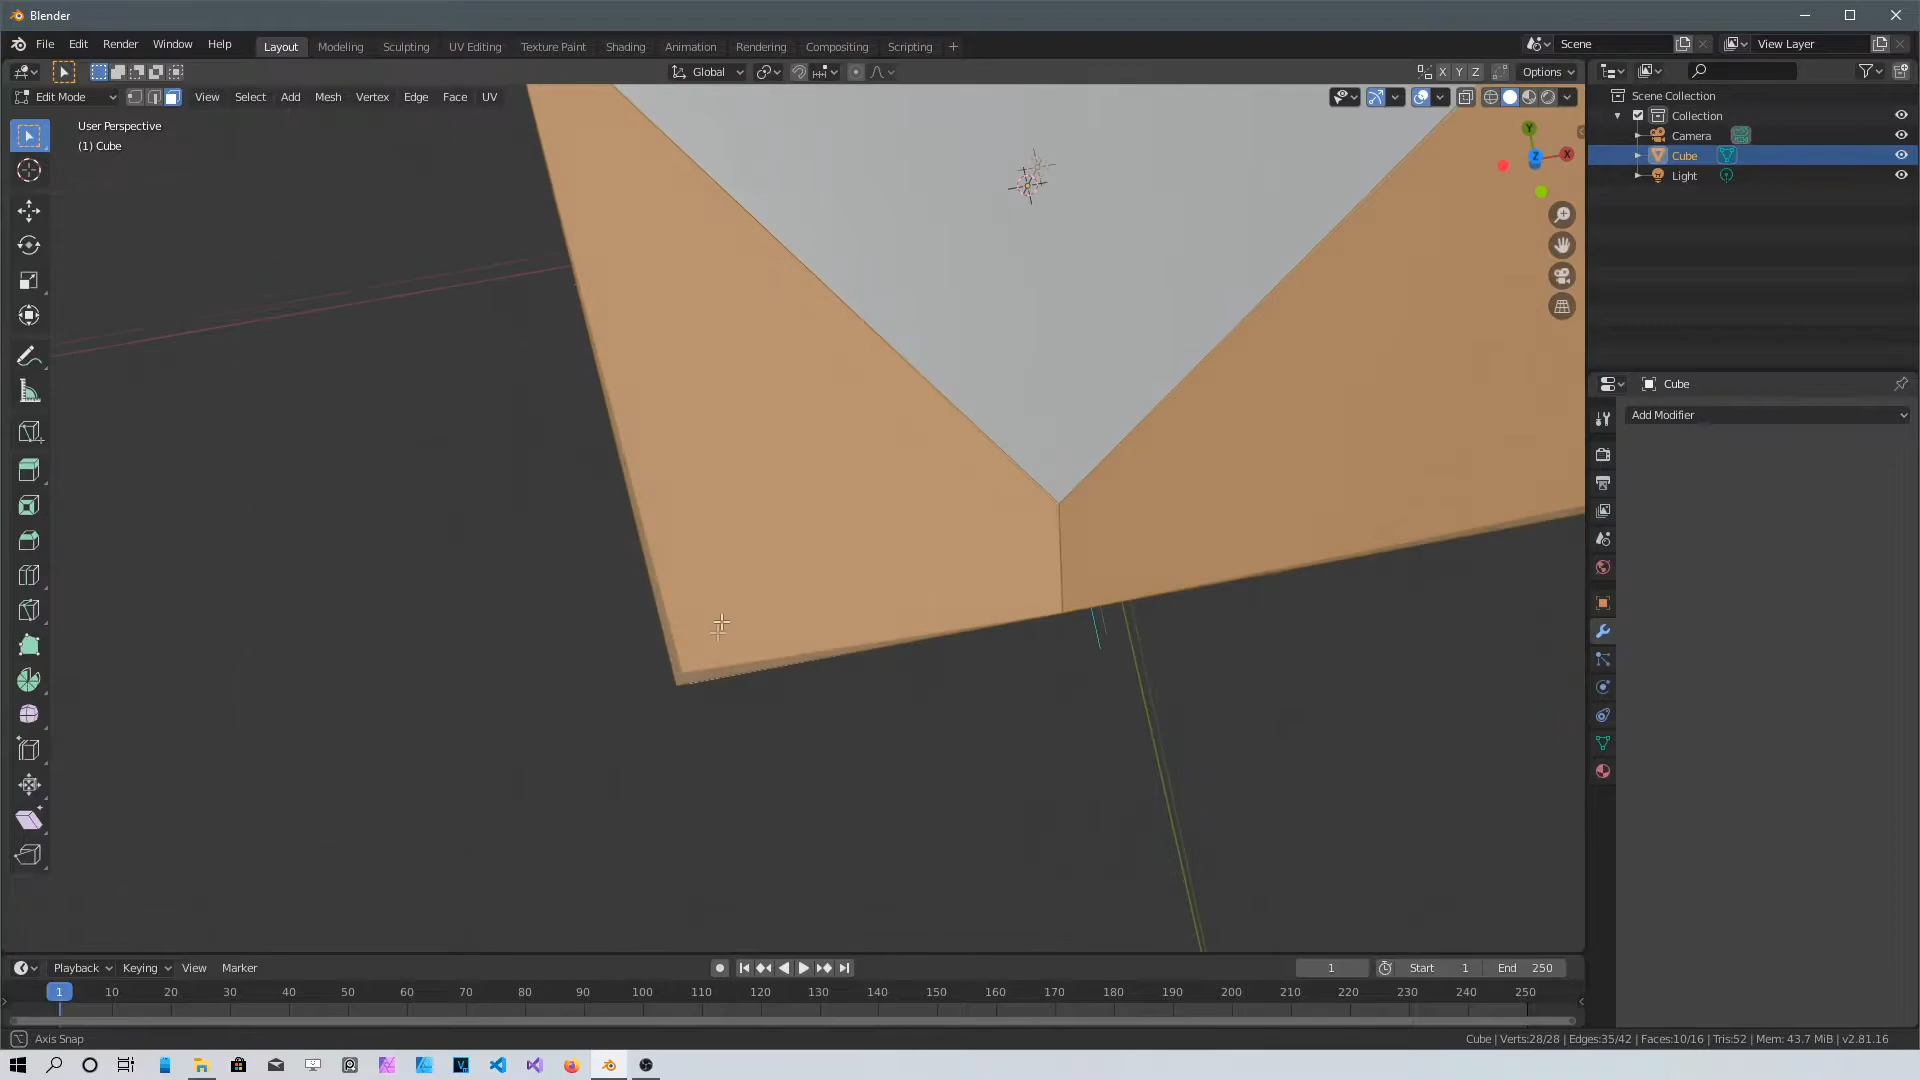 Blender
File Edit Render Window Help
Layout Modeling Sculpting UV Editing Texture Paint Shading Animation Rendering Compositing Scripting +
Scene
View Layer
Global
X Y Z
Options
Edit Mode
View Select Add Mesh Vertex Edge Face UV
User Perspective
(1) Cube
Y
Z
X
Scene Collection
Collection
Camera
Cube
Light
Cube
Add Modifier
Playback Keying View Marker
1
Start 1
End 250
1 10 20 30 40 50 60 70 80 90 100 110 120 130 140 150 160 170 180 190 200 210 220 230 240 250
Axis Snap
Cube | Verts:28/28 | Edges:35/42 | Faces:10/16 | Tris:52 | Mem: 43.7 MiB | v2.81.16